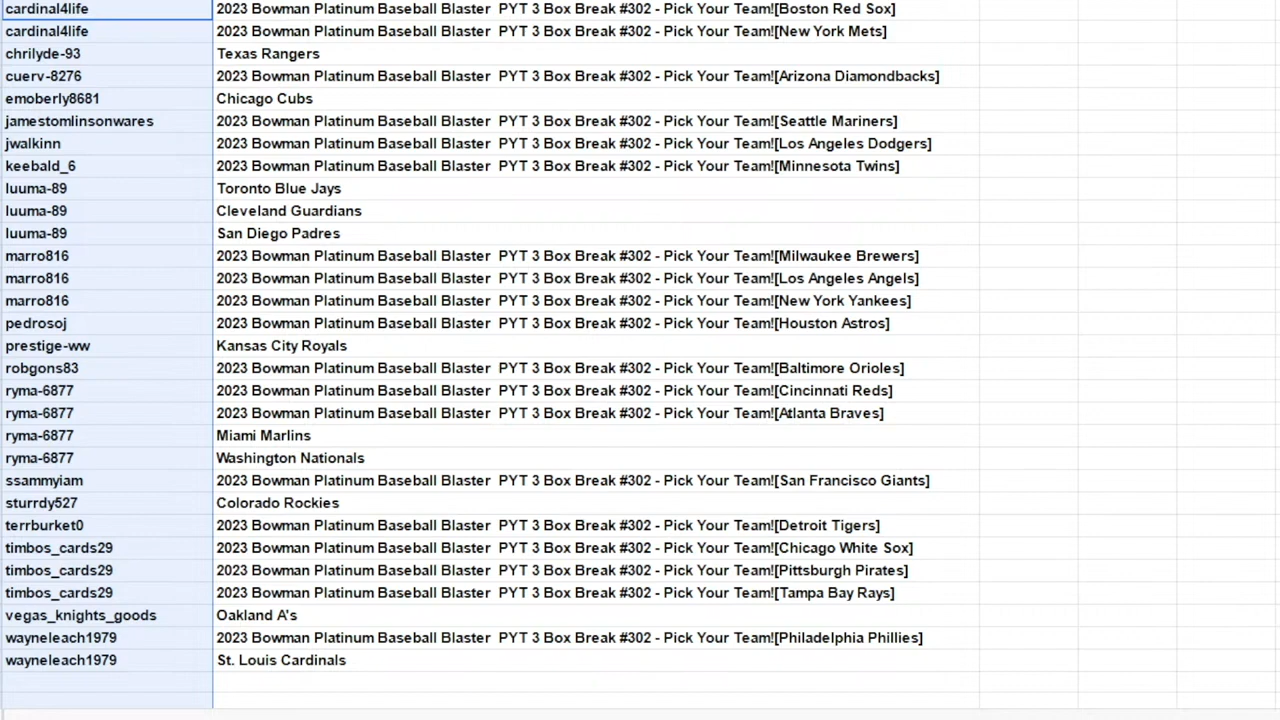 cardinal4life 2023 Bowman Platinum Baseball Blaster  PYT 3 Box Break #302 - Pick Your Team![Boston Red Sox]
cardinal4life 2023 Bowman Platinum Baseball Blaster  PYT 3 Box Break #302 - Pick Your Team![New York Mets]
chrilyde-93 Texas Rangers
cuerv-8276 2023 Bowman Platinum Baseball Blaster  PYT 3 Box Break #302 - Pick Your Team![Arizona Diamondbacks]
emoberly8681 Chicago Cubs
jamestomlinsonwares 2023 Bowman Platinum Baseball Blaster  PYT 3 Box Break #302 - Pick Your Team![Seattle Mariners]
jwalkinn 2023 Bowman Platinum Baseball Blaster  PYT 3 Box Break #302 - Pick Your Team![Los Angeles Dodgers]
keebald_6 2023 Bowman Platinum Baseball Blaster  PYT 3 Box Break #302 - Pick Your Team![Minnesota Twins]
luuma-89 Toronto Blue Jays
luuma-89 Cleveland Guardians
luuma-89 San Diego Padres
marro816 2023 Bowman Platinum Baseball Blaster  PYT 3 Box Break #302 - Pick Your Team![Milwaukee Brewers]
marro816 2023 Bowman Platinum Baseball Blaster  PYT 3 Box Break #302 - Pick Your Team![Los Angeles Angels]
marro816 2023 Bowman Platinum Baseball Blaster  PYT 3 Box Break #302 - Pick Your Team![New York Yankees]
pedrosoj 2023 Bowman Platinum Baseball Blaster  PYT 3 Box Break #302 - Pick Your Team![Houston Astros]
prestige-ww Kansas City Royals
robgons83 2023 Bowman Platinum Baseball Blaster  PYT 3 Box Break #302 - Pick Your Team![Baltimore Orioles]
ryma-6877 2023 Bowman Platinum Baseball Blaster  PYT 3 Box Break #302 - Pick Your Team![Cincinnati Reds]
ryma-6877 2023 Bowman Platinum Baseball Blaster  PYT 3 Box Break #302 - Pick Your Team![Atlanta Braves]
ryma-6877 Miami Marlins
ryma-6877 Washington Nationals
ssammyiam 2023 Bowman Platinum Baseball Blaster  PYT 3 Box Break #302 - Pick Your Team![San Francisco Giants]
sturrdy527 Colorado Rockies
terrburket0 2023 Bowman Platinum Baseball Blaster  PYT 3 Box Break #302 - Pick Your Team![Detroit Tigers]
timbos_cards29 2023 Bowman Platinum Baseball Blaster  PYT 3 Box Break #302 - Pick Your Team![Chicago White Sox]
timbos_cards29 2023 Bowman Platinum Baseball Blaster  PYT 3 Box Break #302 - Pick Your Team![Pittsburgh Pirates]
timbos_cards29 2023 Bowman Platinum Baseball Blaster  PYT 3 Box Break #302 - Pick Your Team![Tampa Bay Rays]
vegas_knights_goods Oakland A's
wayneleach1979 2023 Bowman Platinum Baseball Blaster  PYT 3 Box Break #302 - Pick Your Team![Philadelphia Phillies]
wayneleach1979 St. Louis Cardinals